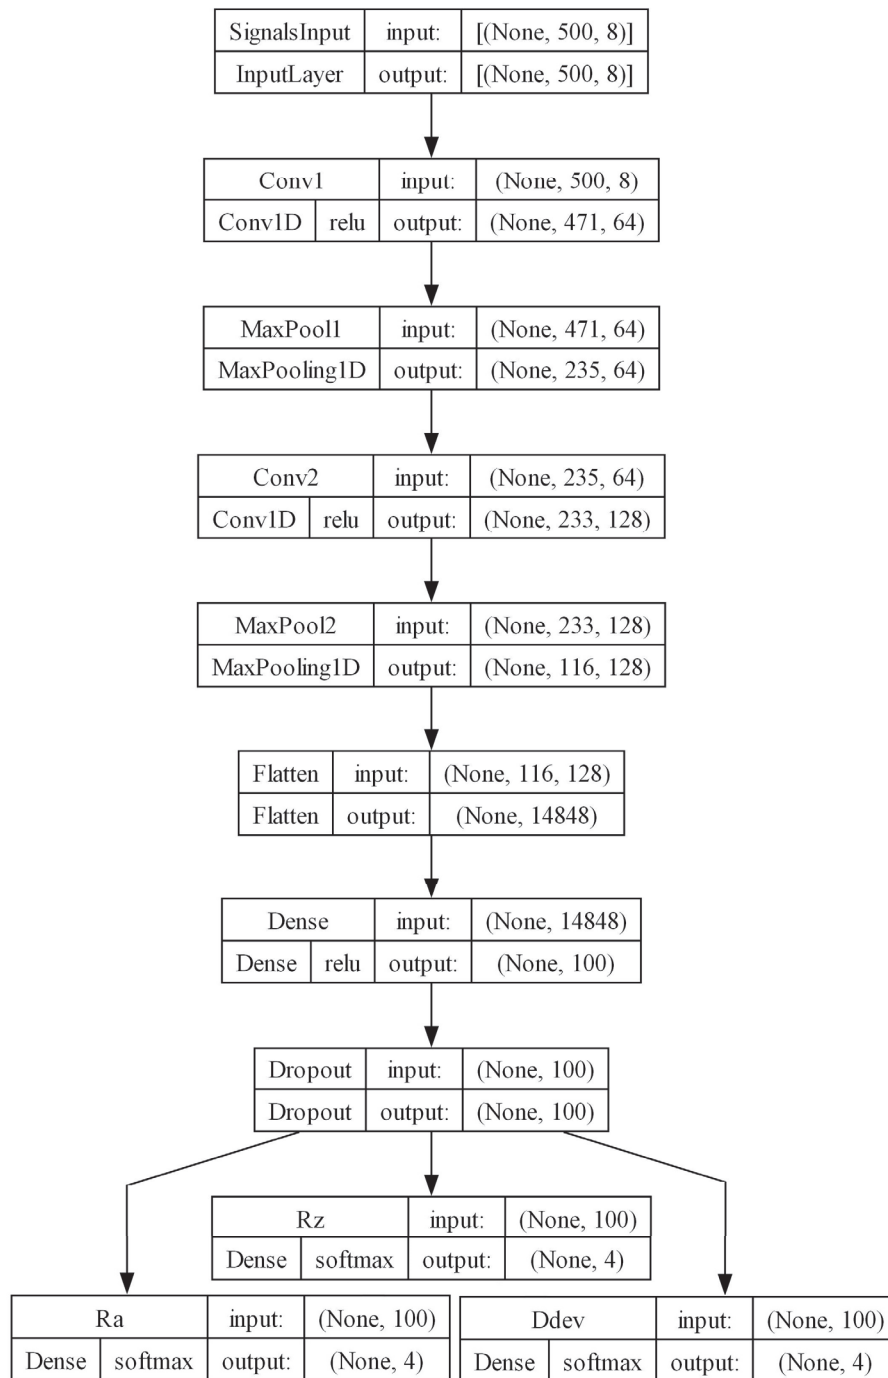 SignalsInput input: [(None, 500, 8)]
InputLayer output: [(None, 500, 8)]
Conv1 input: (None, 500, 8)
Conv1D relu output: (None, 471, 64)
MaxPool1 input: (None, 471, 64)
MaxPooling1D output: (None, 235, 64)
Conv2 input: (None, 235, 64)
Conv1D relu output: (None, 233, 128)
MaxPool2 input: (None, 233, 128)
MaxPooling1D output: (None, 116, 128)
Flatten input: (None, 116, 128)
Flatten output: (None, 14848)
Dense input: (None, 14848)
Dense relu output: (None, 100)
Dropout input: (None, 100)
Dropout output: (None, 100)
Rz input: (None, 100)
Dense softmax output: (None, 4)
Ra input: (None, 100)
Dense softmax output: (None, 4)
Ddev input: (None, 100)
Dense softmax output: (None, 4)